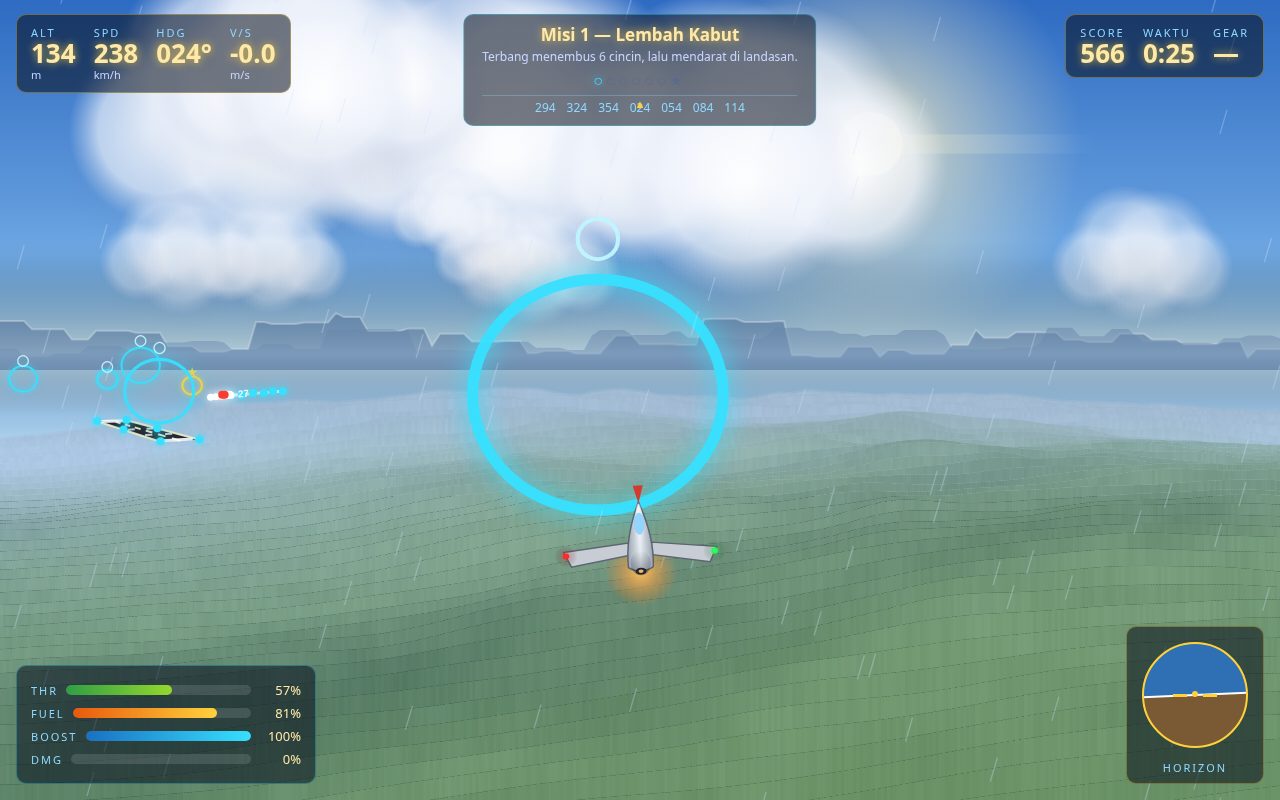 ALT SPD HDG V/S
134 238 024° -0.0
m km/h m/s
Misi 1 — Lembah Kabut
Terbang menembus 6 cincin, lalu mendarat di landasan.
294 324 354 024 054 084 114
SCORE WAKTU GEAR
566 0:25 —
27
THR 57%
FUEL 81%
BOOST 100%
DMG 0%
HORIZON